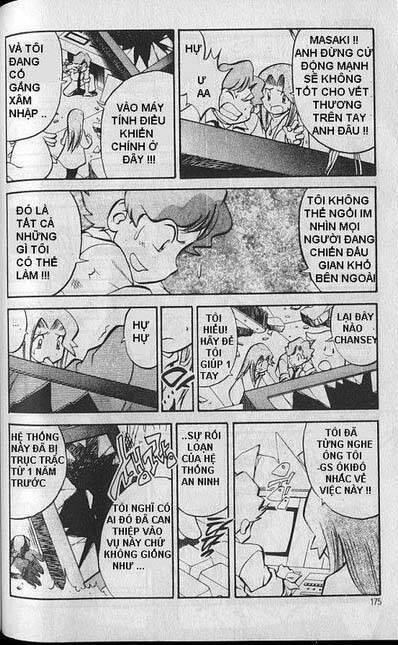 MASAKI !!
ANH ĐỪNG CỬ
ĐỘNG MẠNH
SẼ KHÔNG
TỐT CHO VẾT
THƯƠNG
TRÊN TAY
ANH ĐÂU !!
HỰ
Ư
AA
VÀ TÔI
ĐANG
CỐ
GẮNG
XÂM
NHẬP ..
VÀO MÁY
TÍNH ĐIỀU
KHIỂN
CHÍNH Ở
ĐÂY !!!
TÔI KHÔNG
THỂ NGỒI IM
NHÌN MỌI
NGƯỜI ĐANG
CHIẾN ĐẤU
GIAN KHỔ
BÊN NGOÀI
ĐÓ LÀ
TẤT CẢ
NHỮNG
GÌ TÔI
CÓ THỂ
LÀM !!!
LẠI ĐÂY
NÀO
CHANSEY
TÔI
HIỂU!
HÃY ĐỂ
TÔI
GIÚP 1
TAY
HỰ
HỰ
TÔI ĐÃ
TỪNG NGHE
ÔNG TÔI
-GS ÔKIĐÔ
NHẮC VỀ
VIỆC NÀY !!
..SỰ RỐI
LOẠN
CỦA HỆ
THỐNG
AN NINH
HỆ THỐNG
NÀY ĐÃ BỊ
TRỤC TRẶC
TỪ 1 NĂM
TRƯỚC
TÔI NGHĨ CÓ
AI ĐÓ ĐÃ CAN
THIỆP VÀO
VỤ NÀY CHỨ
KHÔNG GIỐNG
NHƯ ...
175